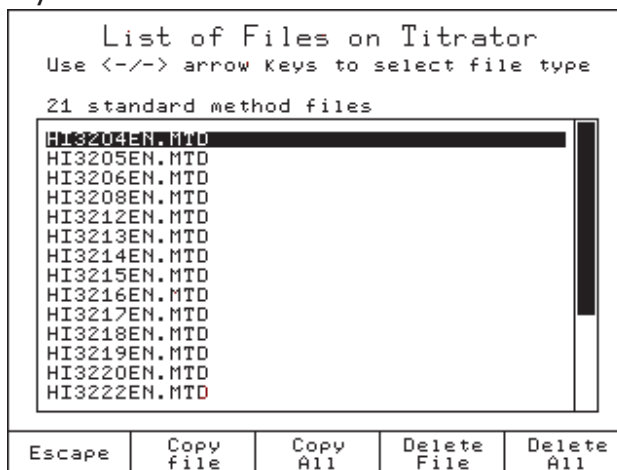 List of Files on Titrator
Use <-/-> arrow Keys to select file type
21 standard method files
HI3204EN.MTD
HI3205EN.MTD
HI3206EN.MTD
HI3208EN.MTD
HI3212EN.MTD
HI3213EN.MTD
HI3214EN.MTD
HI3215EN.MTD
HI3216EN.MTD
HI3217EN.MTD
HI3218EN.MTD
HI3219EN.MTD
HI3220EN.MTD
HI3222EN.MTD
Escape
Copy
file
Copy
All
Delete
File
Delete
All